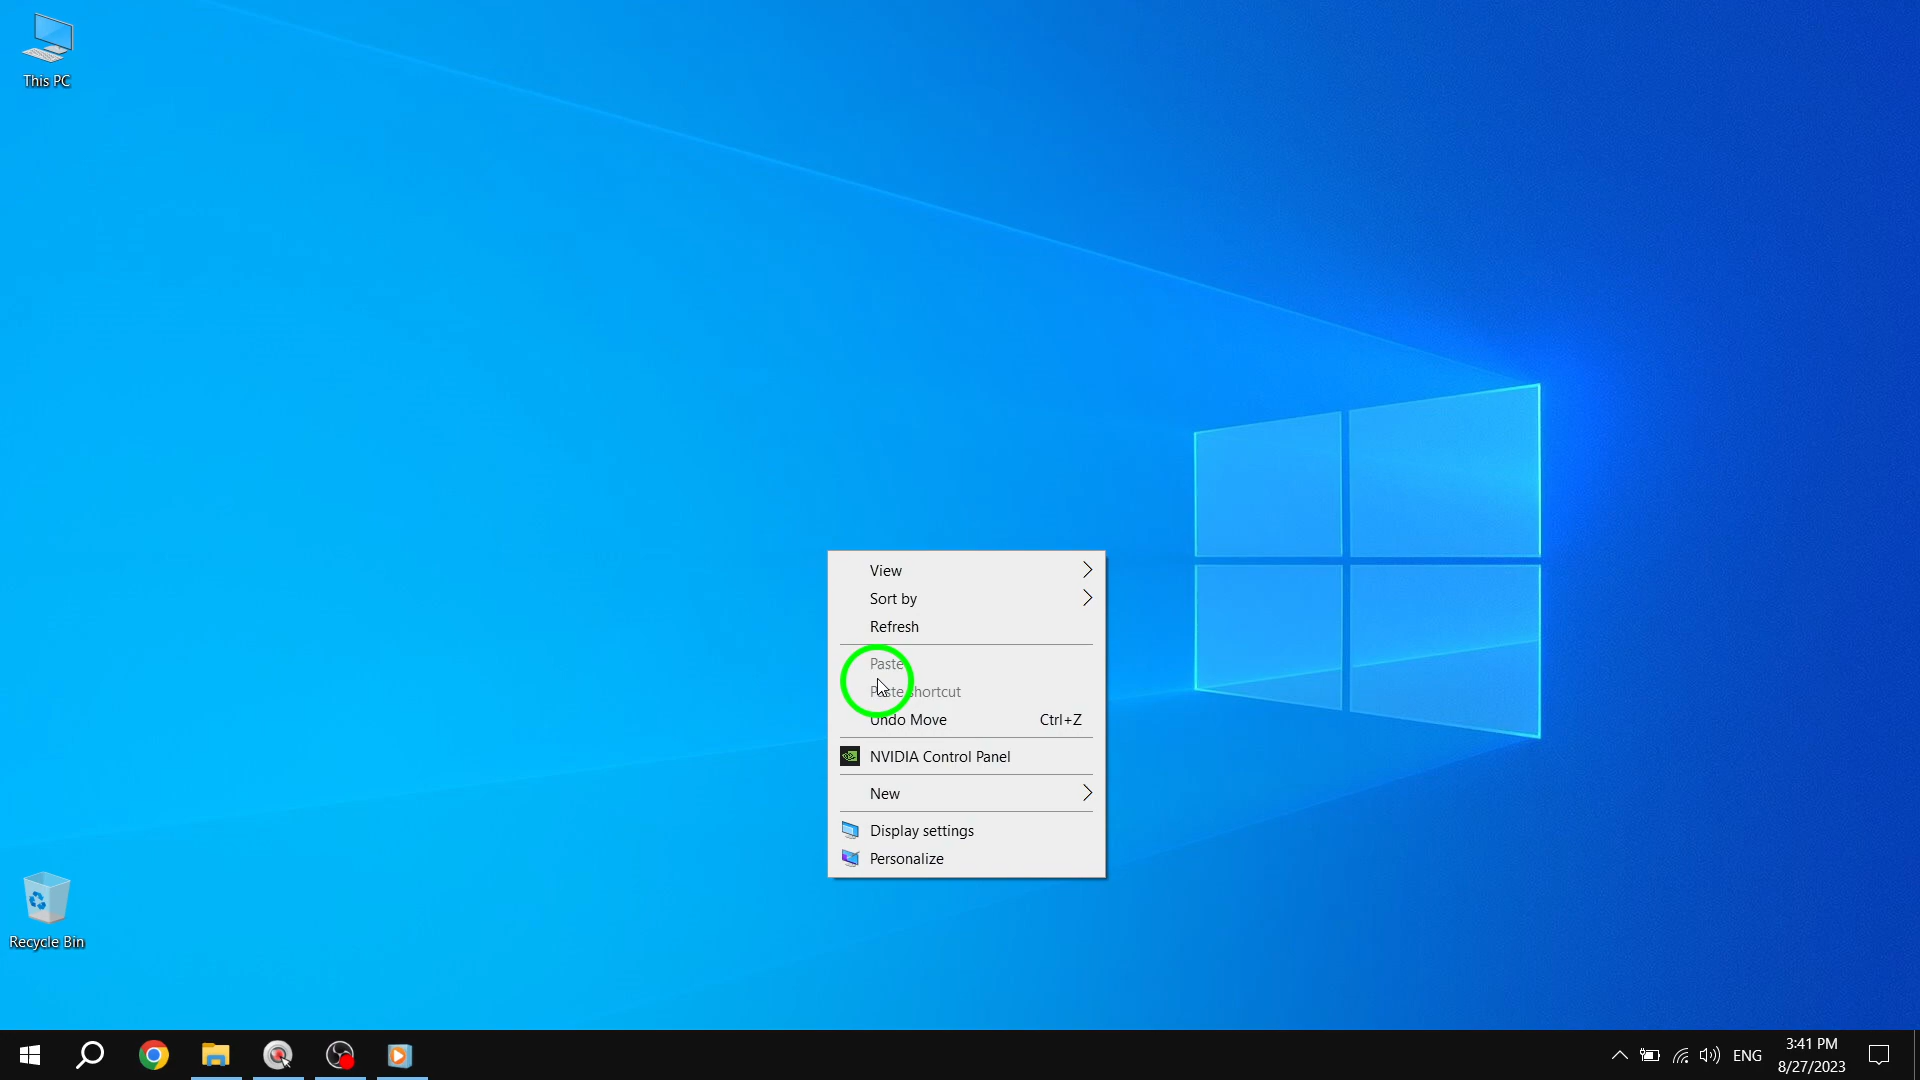 This PC
View
Sort by
Refresh
Paste
Paste shortcut
Undo Move Ctrl+Z
NVIDIA Control Panel
New
Display settings
Personalize
Recycle Bin
ENG
3:41 PM
8/27/2023